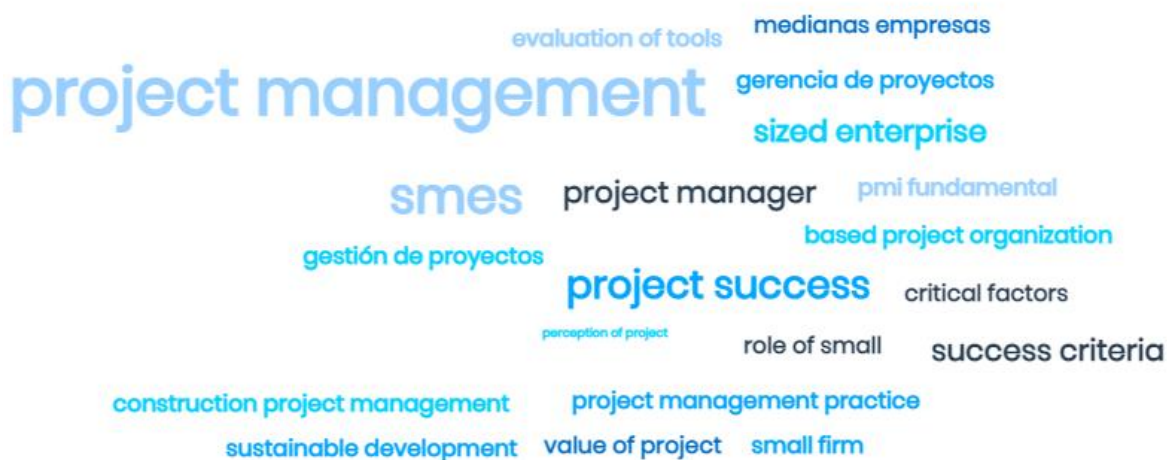 evaluation of tools
medianas empresas
project management
gerencia de proyectos
sized enterprise
smes
project manager
pmi fundamental
based project organization
gestión de proyectos
project success
critical factors
perception of project
role of small
success criteria
construction project management
project management practice
sustainable development
value of project
small firm